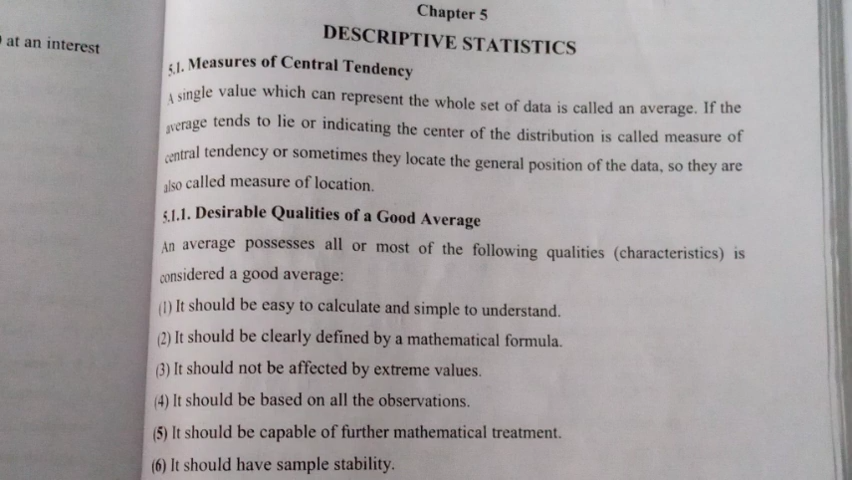 at an interest
Chapter 5
DESCRIPTIVE STATISTICS
5.1. Measures of Central Tendency
A single value which can represent the whole set of data is called an average. If the
average tends to lie or indicating the center of the distribution is called measure of
central tendency or sometimes they locate the general position of the data, so they are
also called measure of location.
5.1.1. Desirable Qualities of a Good Average
An average possesses all or most of the following qualities (characteristics) is
considered a good average:
(1) It should be easy to calculate and simple to understand.
(2) It should be clearly defined by a mathematical formula.
(3) It should not be affected by extreme values.
(4) It should be based on all the observations.
(5) It should be capable of further mathematical treatment.
(6) It should have sample stability.